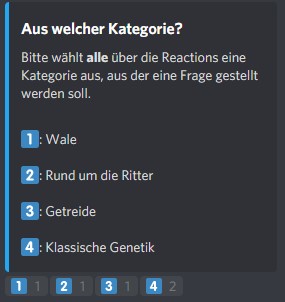 Aus welcher Kategorie?
Bitte wählt alle über die Reactions eine
Kategorie aus, aus der eine Frage gestellt
werden soll.
1: Wale
2: Rund um die Ritter
3: Getreide
4: Klassische Genetik
1 1 2 1 3 1 4 2